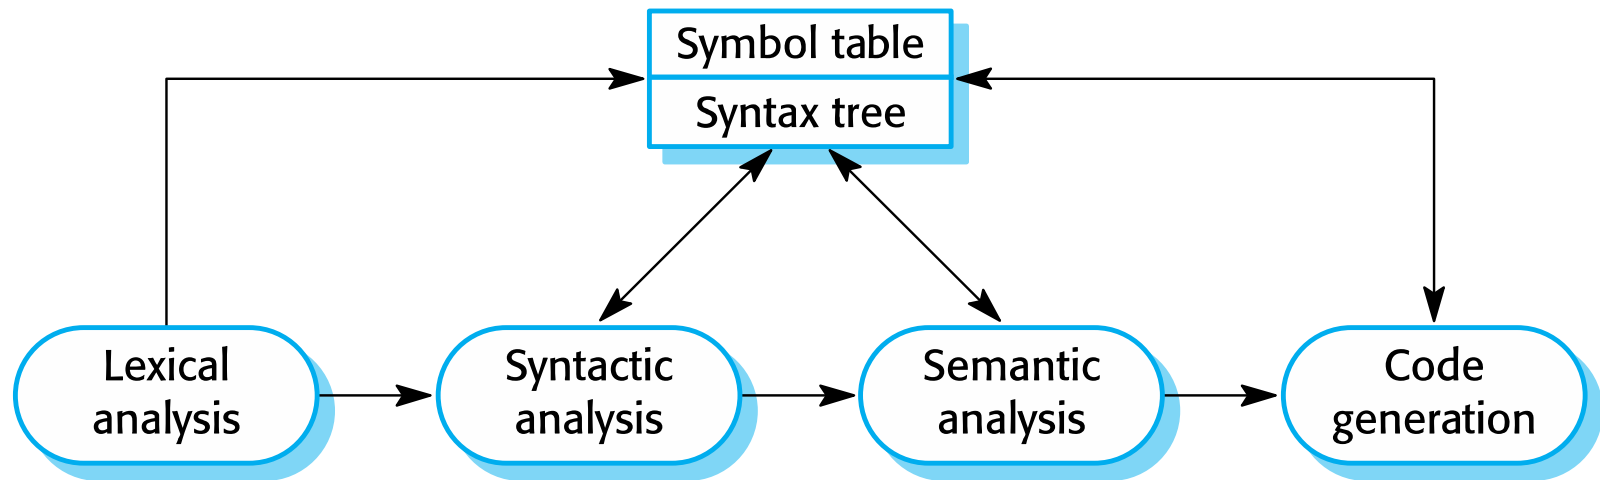 Symbol table
Syntax tree
Lexical
analysis
Syntactic
analysis
Semantic
analysis
Code
generation